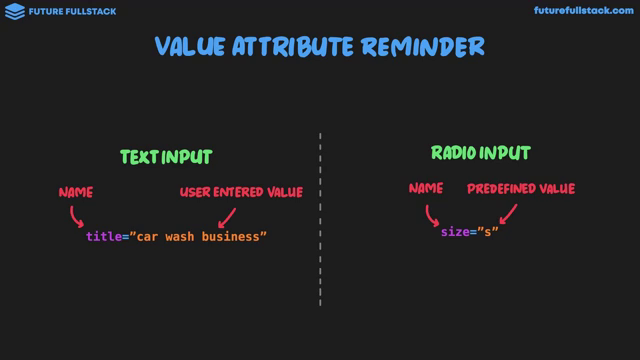 FUTURE FULLSTACK
futurefullstack.com
VALUE ATTRIBUTE REMINDER
TEXT INPUT
NAME
USER ENTERED VALUE
title=”car wash business”
RADIO INPUT
NAME
PREDEFINED VALUE
size=”s”